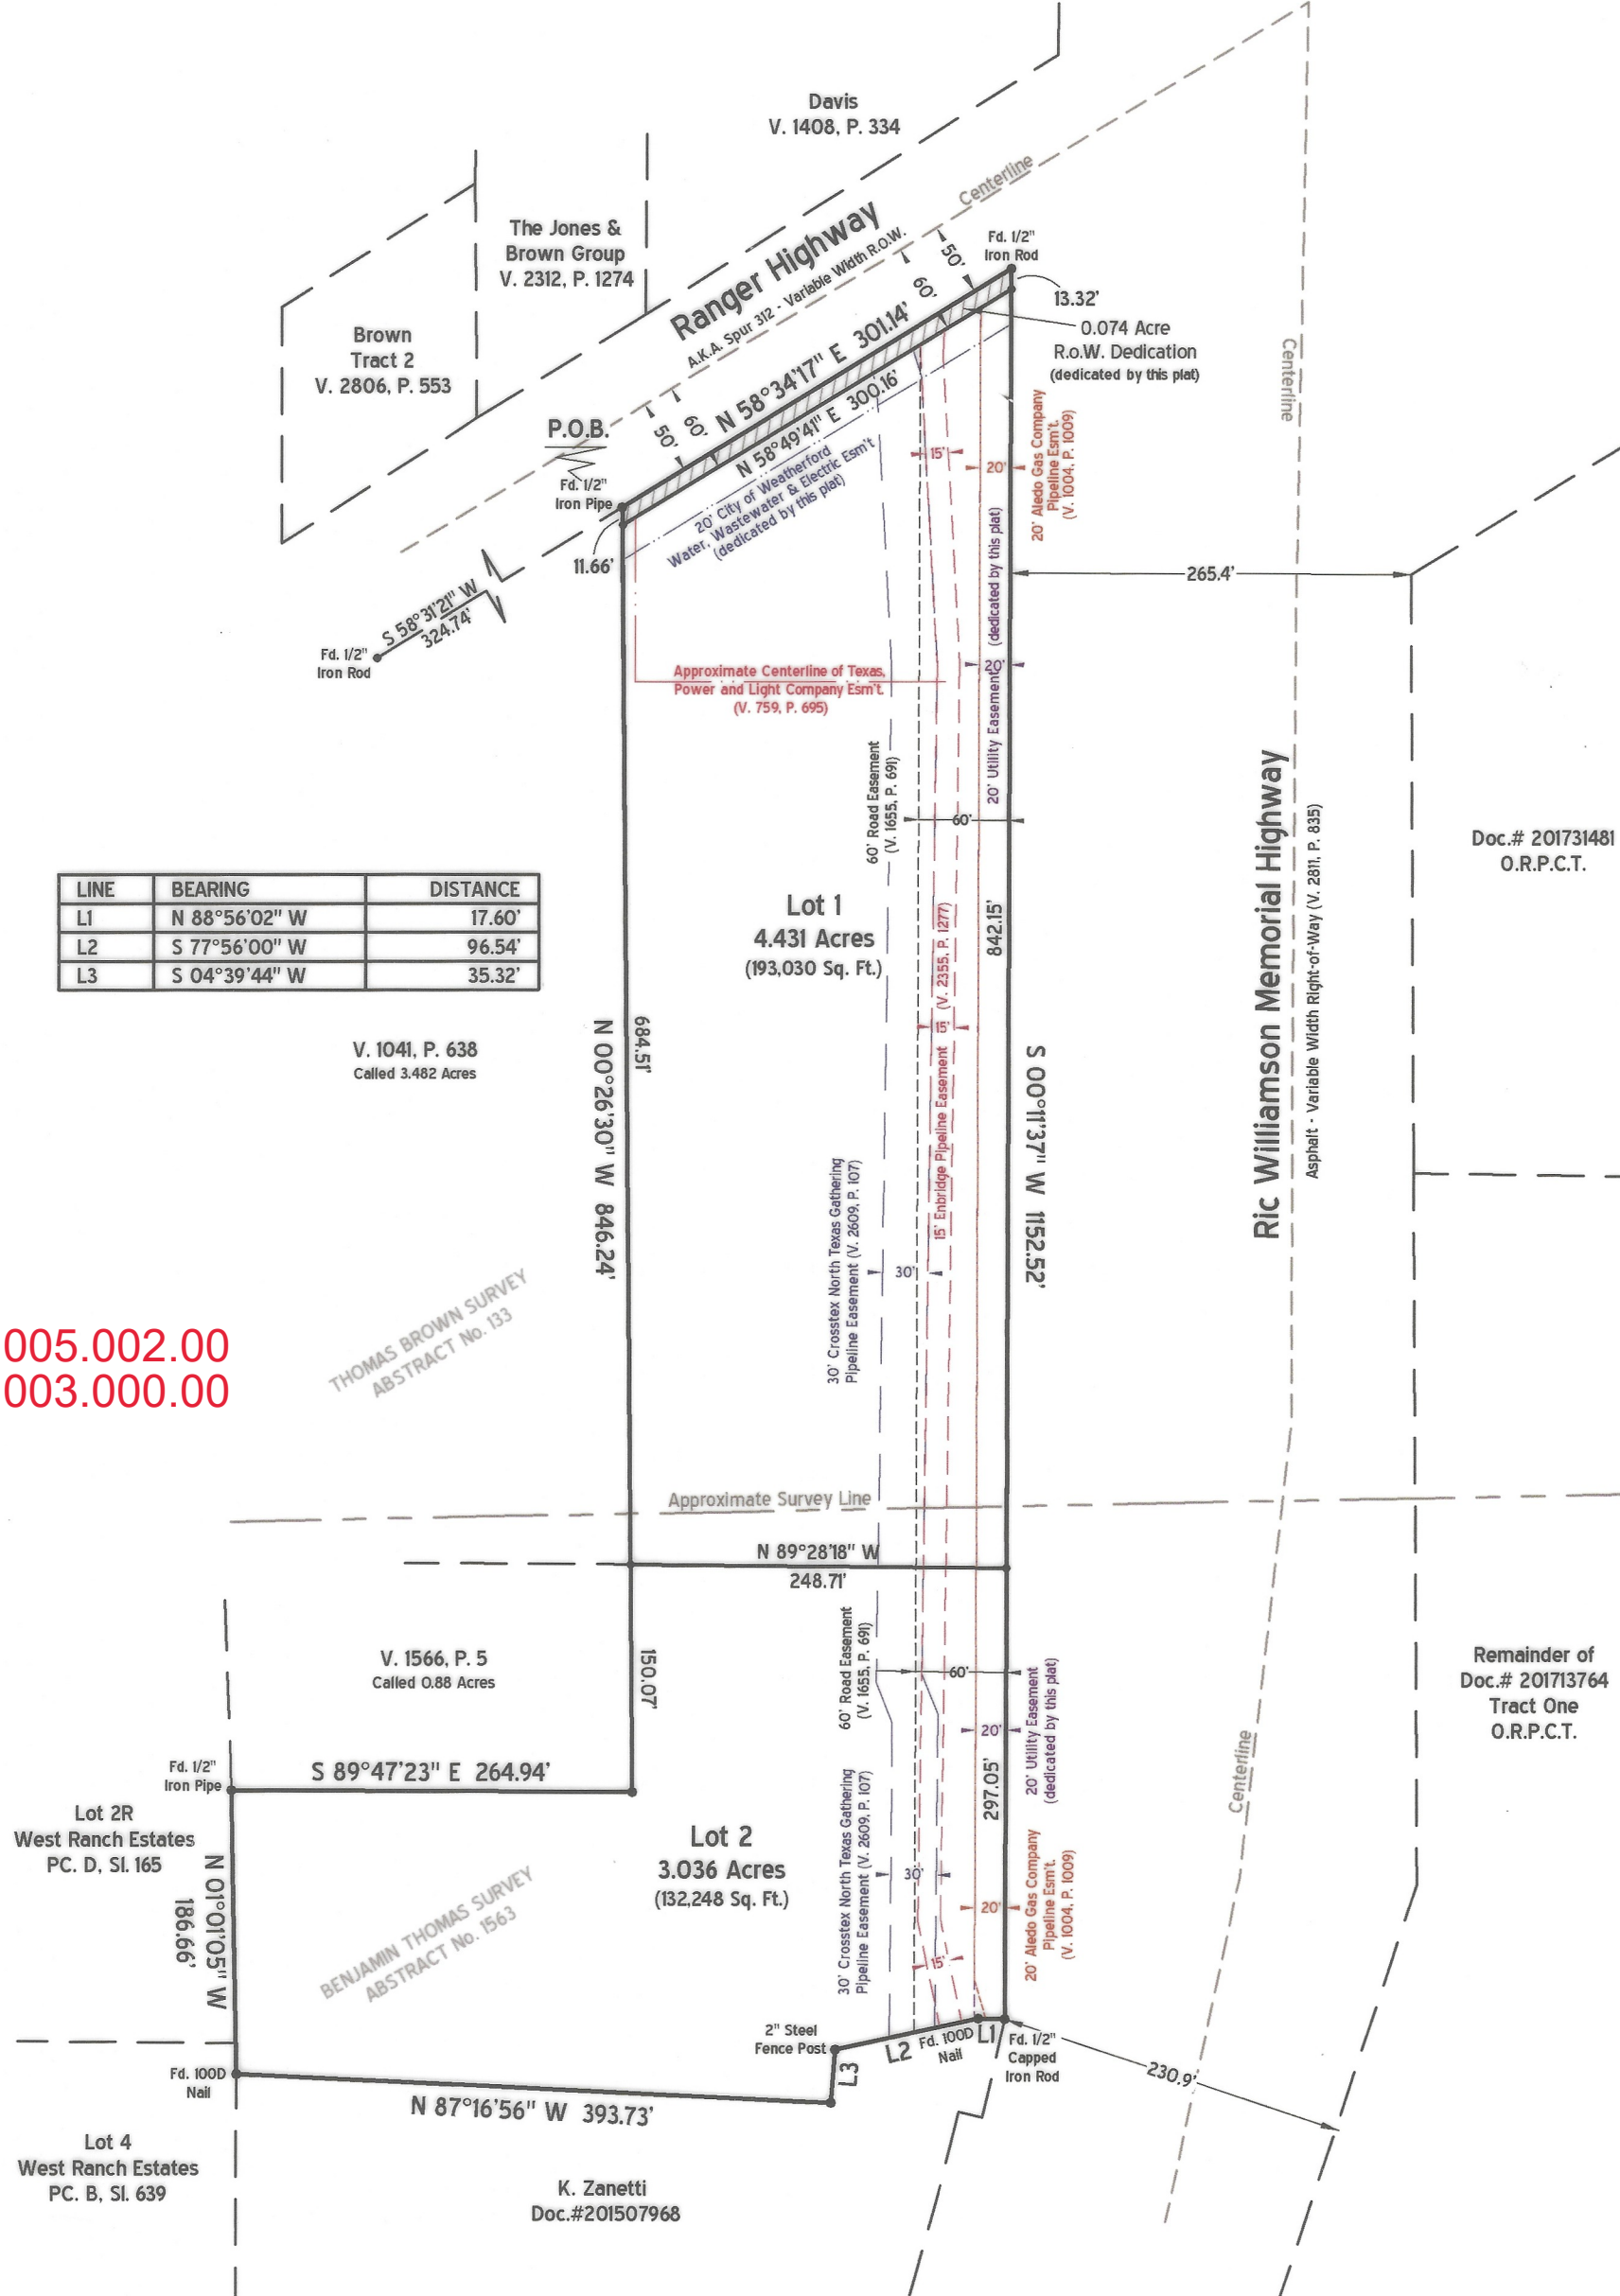 Davis
V. 1408, P. 334
Centerline
The Jones &
Brown Group
V. 2312, P. 1274
Ranger Highway
A.K.A. Spur 312 - Variable Width R.O.W.
50'
60'
Fd. 1/2"
Iron Rod
13.32'
0.074 Acre
R.o.W. Dedication
(dedicated by this plat)
Brown
Tract 2
V. 2806, P. 553
N 58°34'17" E 301.14'
N 58°49'41" E 300.16'
50'
60'
P.O.B.
Fd. 1/2"
Iron Pipe
11.66'
20' City of Weatherford
Water, Wastewater & Electric Esm't
(dedicated by this plat)
15'
20'
20' Aledo Gas Company
Pipeline Esm't.
(V. 1004, P. 1009)
Centerline
265.4'
S 58°31'21" W
324.74'
Fd. 1/2"
Iron Rod
Approximate Centerline of Texas,
Power and Light Company Esm't.
(V. 759, P. 695)
20'
20' Utility Easement (dedicated by this plat)
60' Road Easement
(V. 1655, P. 691)
60'
Ric Williamson Memorial Highway
Asphalt - Variable Width Right-of-Way (V. 2811, P. 835)
Doc.# 201731481
O.R.P.C.T.
LINE BEARING DISTANCE
L1 N 88°56'02" W 17.60'
L2 S 77°56'00" W 96.54'
L3 S 04°39'44" W 35.32'
Lot 1
4.431 Acres
(193,030 Sq. Ft.)
842.15'
15' Enbridge Pipeline Easement (V. 2355, P. 1277)
15'
V. 1041, P. 638
Called 3.482 Acres
684.51'
N 00°26'30" W 846.24'
S 00°11'37" W 1152.52'
30' Crosstex North Texas Gathering
Pipeline Easement (V. 2609, P. 107)
30'
THOMAS BROWN SURVEY
ABSTRACT No. 133
005.002.00
003.000.00
Approximate Survey Line
N 89°28'18" W
248.71'
V. 1566, P. 5
Called 0.88 Acres
150.07'
60' Road Easement
(V. 1655, P. 691)
60'
20'
20' Utility Easement
(dedicated by this plat)
Remainder of
Doc.# 201713764
Tract One
O.R.P.C.T.
Fd. 1/2"
Iron Pipe
S 89°47'23" E 264.94'
297.05'
Centerline
Lot 2R
West Ranch Estates
PC. D, Sl. 165
N 01°01'05" W
186.66'
Lot 2
3.036 Acres
(132,248 Sq. Ft.)
30' Crosstex North Texas Gathering
Pipeline Easement (V. 2609, P. 107)
30'
20'
20' Aledo Gas Company
Pipeline Esm't.
(V. 1004, P. 1009)
15'
BENJAMIN THOMAS SURVEY
ABSTRACT No. 1563
2" Steel
Fence Post
L3
L2
Fd. 100D
Nail
L1
Fd. 1/2"
Capped
Iron Rod
230.9'
Fd. 100D
Nail
N 87°16'56" W 393.73'
Lot 4
West Ranch Estates
PC. B, Sl. 639
K. Zanetti
Doc.#201507968